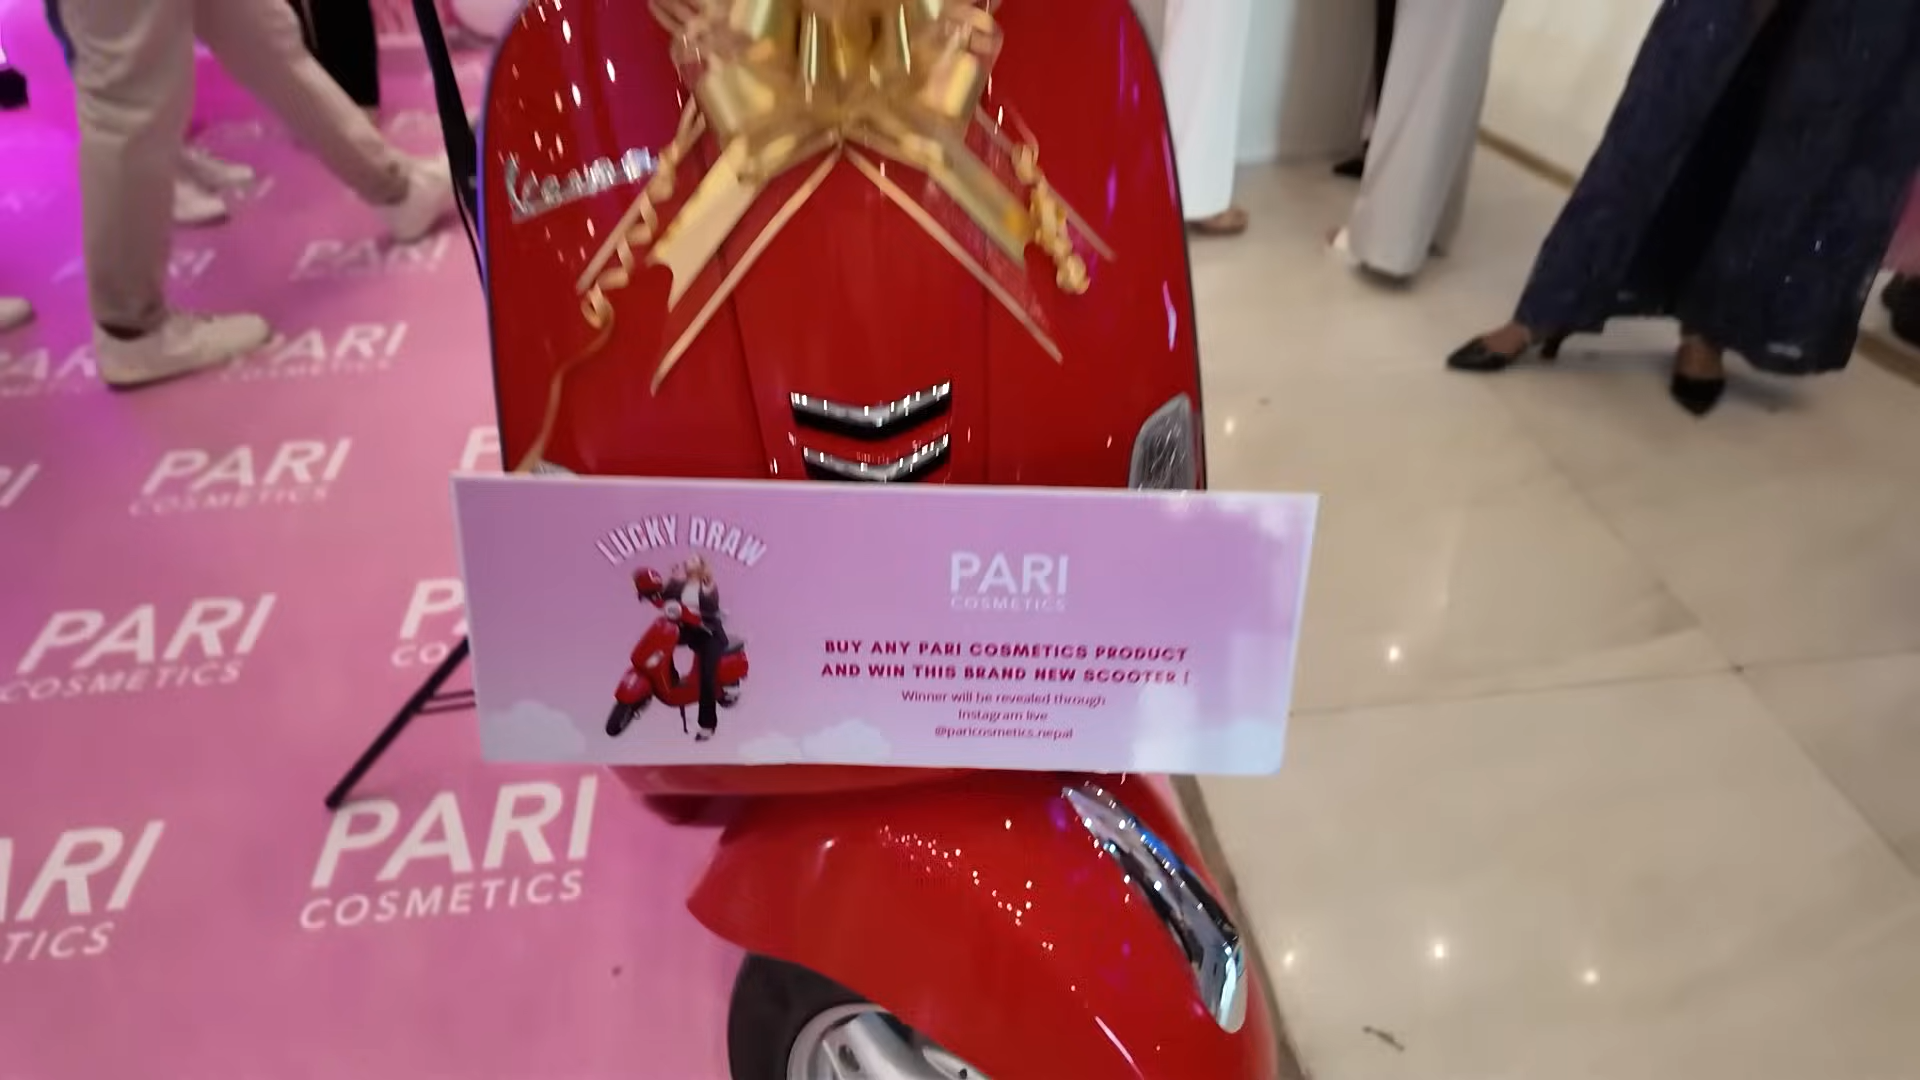 Vespa
PARI
COSMETICS
PARI
COSMETICS
PARI
COSMETICS
PARI
COSMETICS
LUCKY DRAW
PARI
COSMETICS
BUY ANY PARI COSMETICS PRODUCT
AND WIN THIS BRAND NEW SCOOTER !
Winner will be revealed through
Instagram live
@paricosmetics.nepal